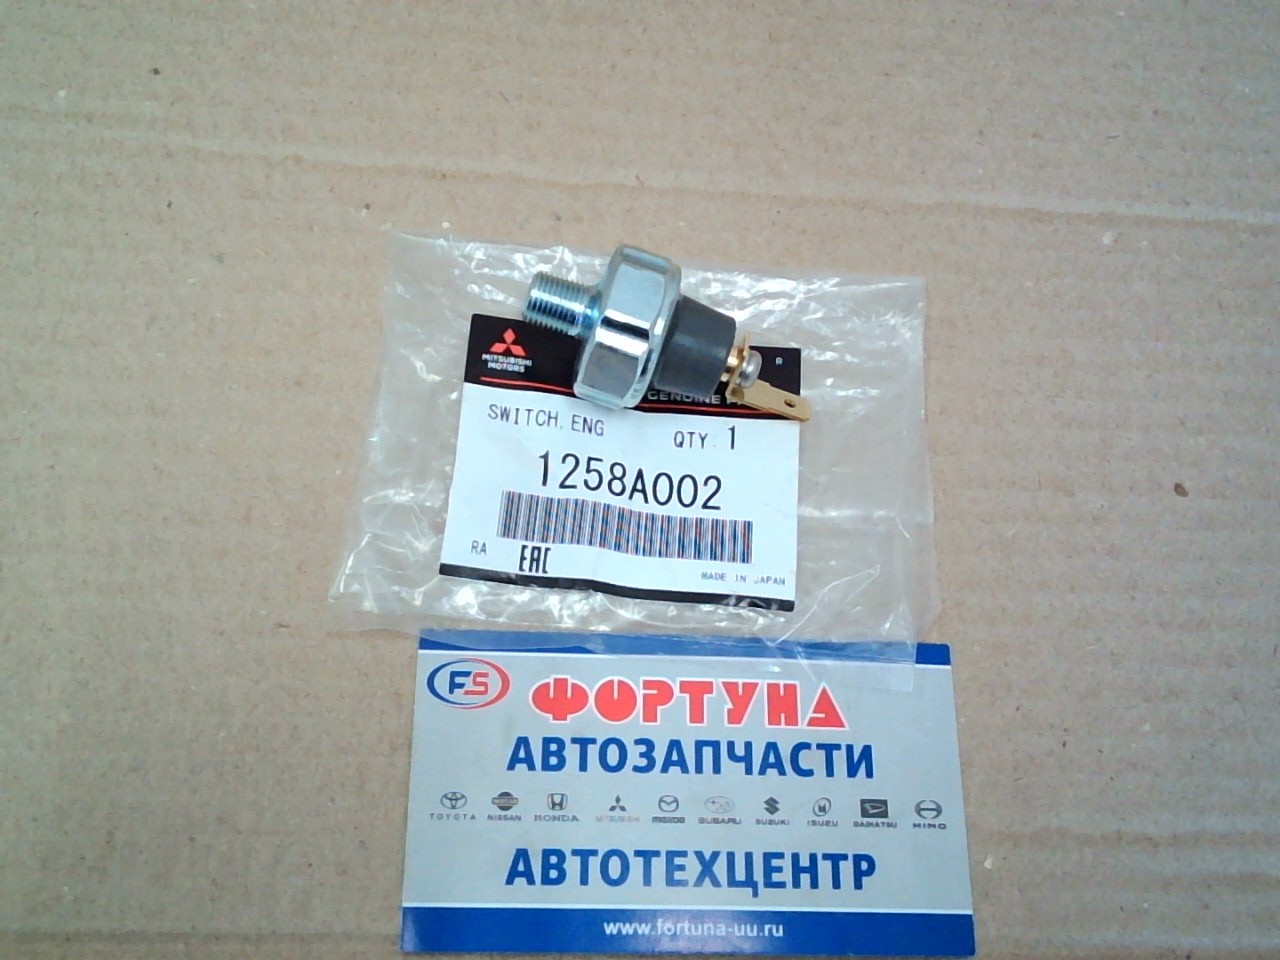 MITSUBISHI
MOTORS
R
GENUINE
SWITCH, ENG
QTY: 1
1258A002
RA
EAC
MADE IN JAPAN
FS
ФОРТУНА
АВТОЗАПЧАСТИ
TOYOTA NISSAN HONDA MITSUBISHI mazda SUBARU SUZUKI ISUZU DAIHATSU HINO
АВТОТЕХЦЕНТР
www.fortuna-uu.ru